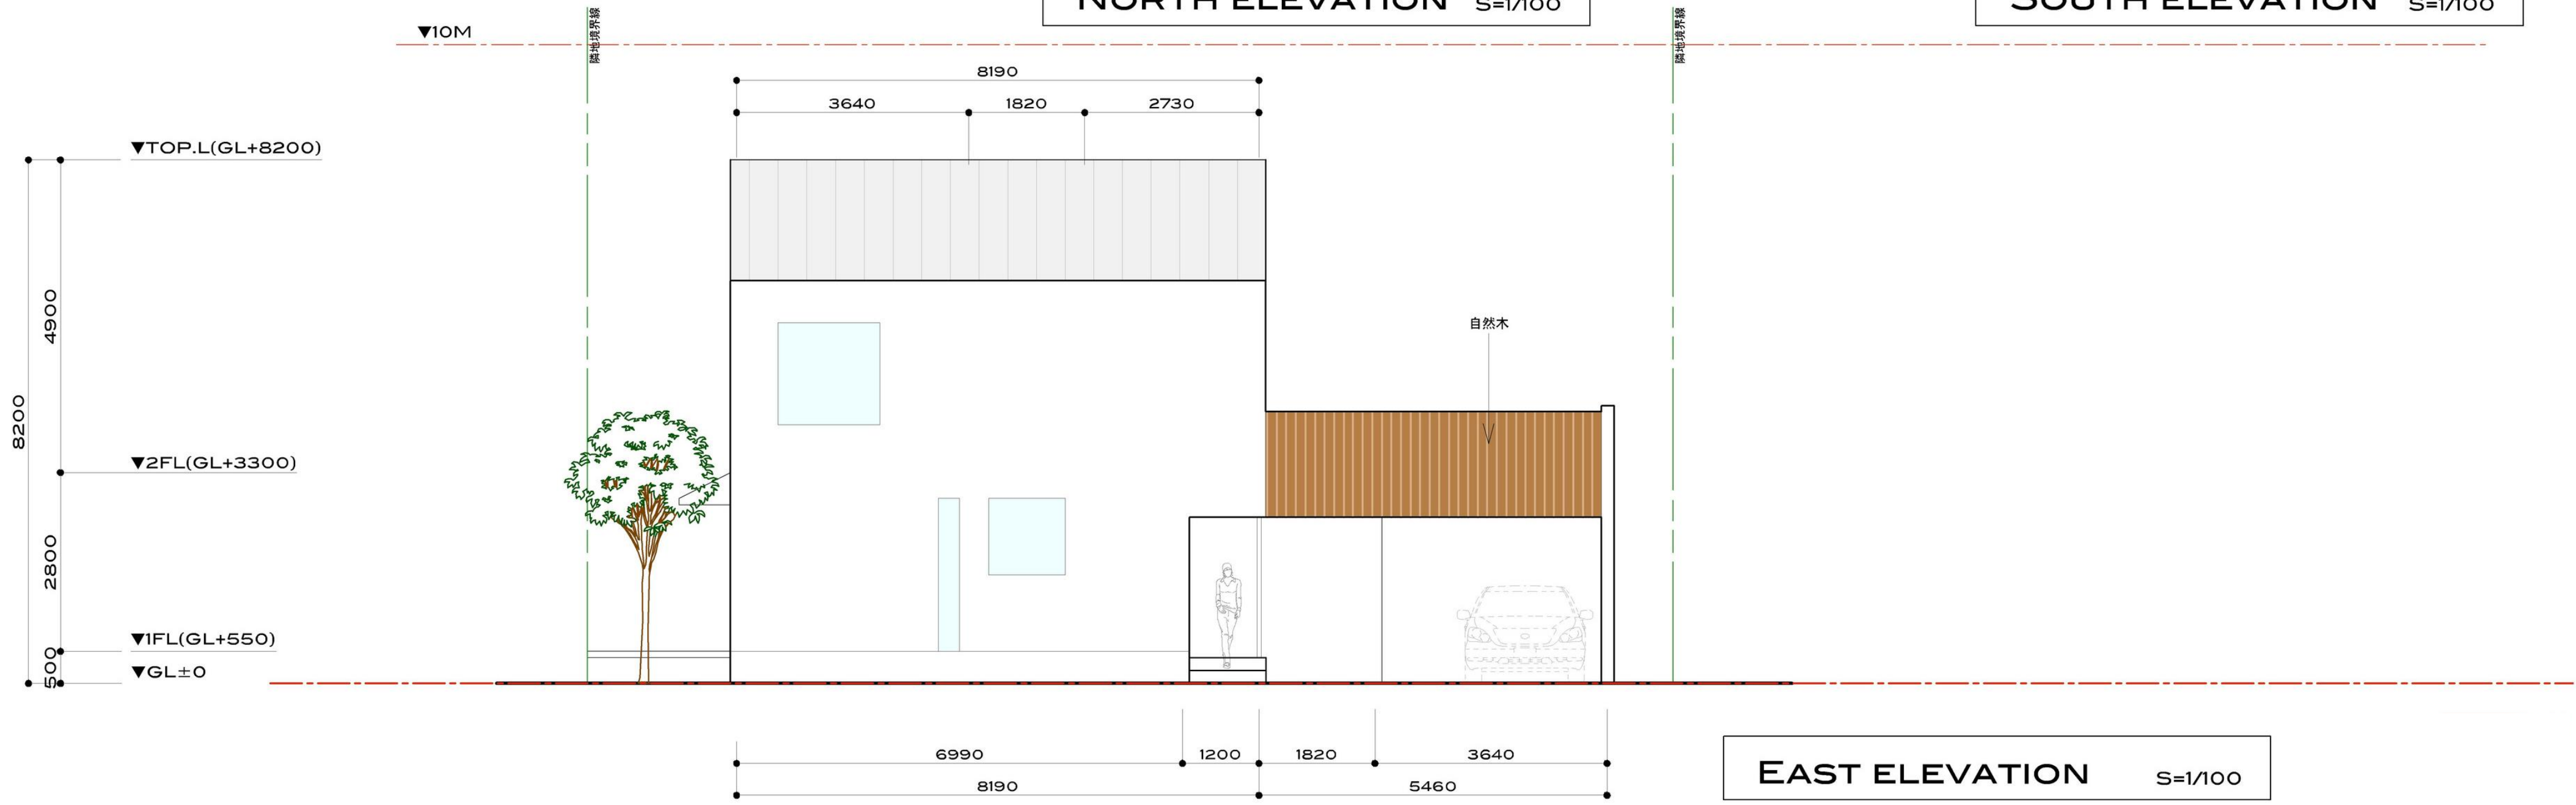 NORTH ELEVATION S=1/100
SOUTH ELEVATION S=1/100
▼10M
隣地境界線
隣地境界線
8190
3640 1820 2730
▼TOP.L(GL+8200)
自然木
4900
8200
▼2FL(GL+3300)
2800
▼1FL(GL+550)
500
▼GL±0
6990 1200 1820 3640
8190 5460
EAST ELEVATION S=1/100